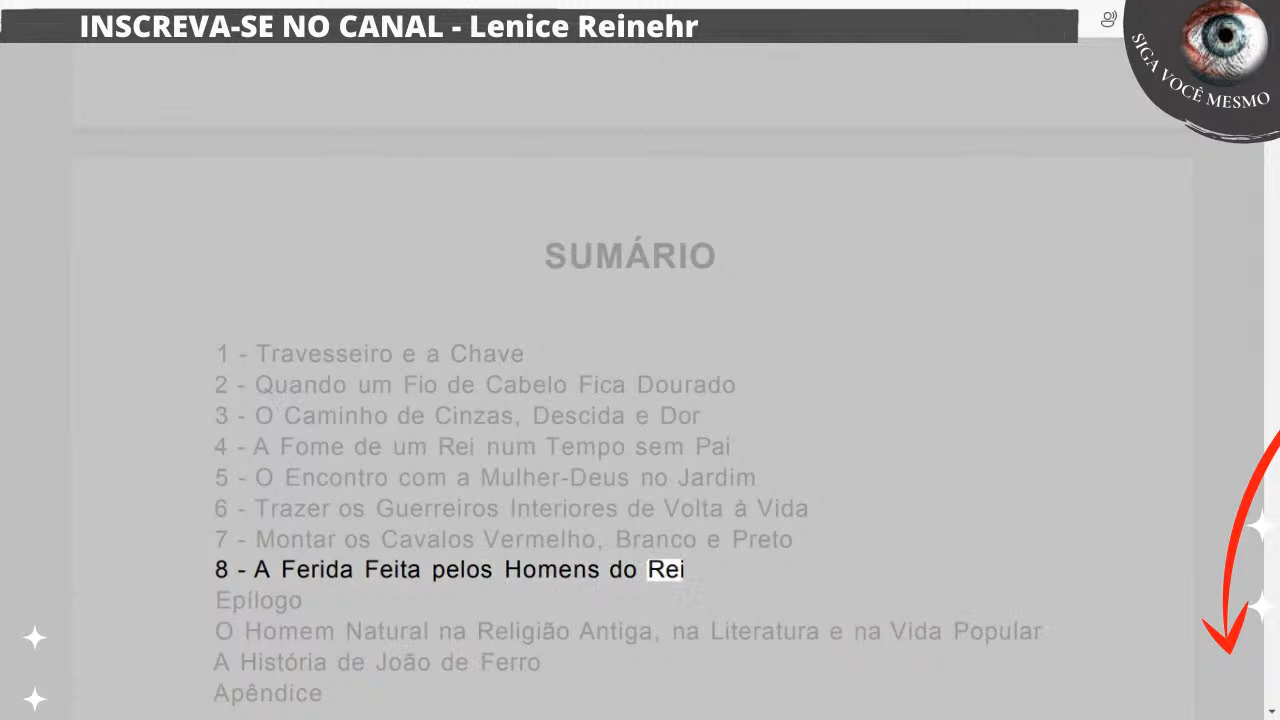 INSCREVA-SE NO CANAL - Lenice Reinehr
SIGA VOCÊ MESMO
SUMÁRIO
1 - Travesseiro e a Chave
2 - Quando um Fio de Cabelo Fica Dourado
3 - O Caminho de Cinzas, Descida e Dor
4 - A Fome de um Rei num Tempo sem Pai
5 - O Encontro com a Mulher-Deus no Jardim
6 - Trazer os Guerreiros Interiores de Volta à Vida
7 - Montar os Cavalos Vermelho, Branco e Preto
8 - A Ferida Feita pelos Homens do Rei
Epílogo
O Homem Natural na Religião Antiga, na Literatura e na Vida Popular
A História de João de Ferro
Apêndice